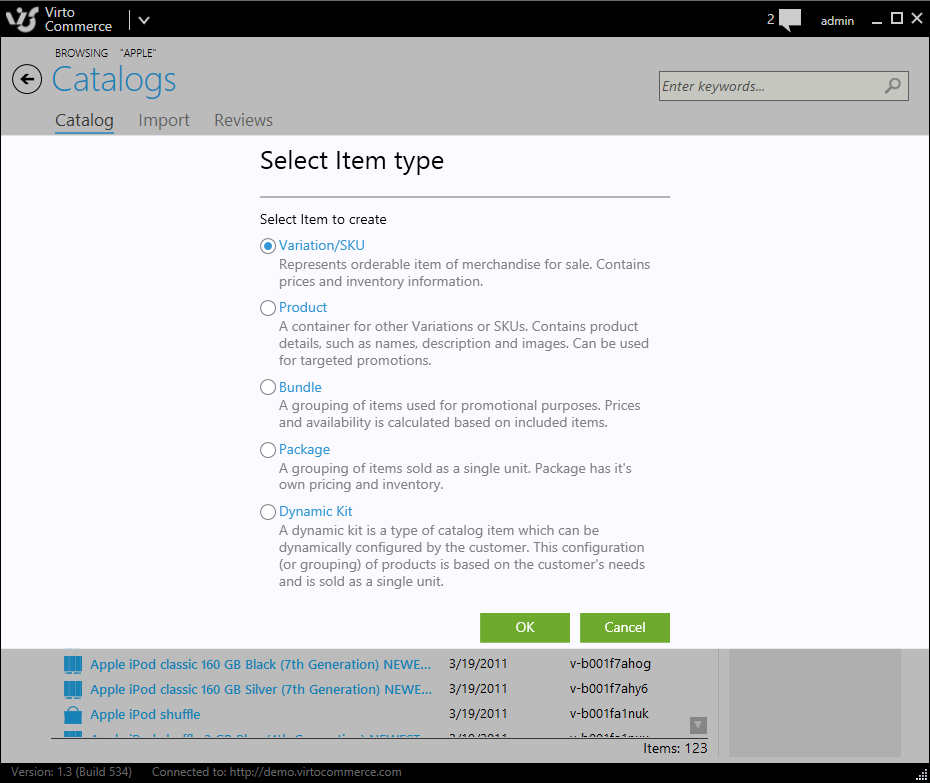 Virto
Commerce
2
admin
BROWSING "APPLE"
Catalogs
Enter keywords...
Catalog Import Reviews
Select Item type
Select Item to create
Variation/SKU
Represents orderable item of merchandise for sale. Contains
prices and inventory information.
Product
A container for other Variations or SKUs. Contains product
details, such as names, description and images. Can be used
for targeted promotions.
Bundle
A grouping of items used for promotional purposes. Prices
and availability is calculated based on included items.
Package
A grouping of items sold as a single unit. Package has it's
own pricing and inventory.
Dynamic Kit
A dynamic kit is a type of catalog item which can be
dynamically configured by the customer. This configuration
(or grouping) of products is based on the customer's needs
and is sold as a single unit.
OK Cancel
Apple iPod classic 160 GB Black (7th Generation) NEWE... 3/19/2011 v-b001f7ahog
Apple iPod classic 160 GB Silver (7th Generation) NEWE... 3/19/2011 v-b001f7ahy6
Apple iPod shuffle 3/19/2011 v-b001fa1nuk
Items: 123
Version: 1.3 (Build 534) Connected to: http://demo.virtocommerce.com